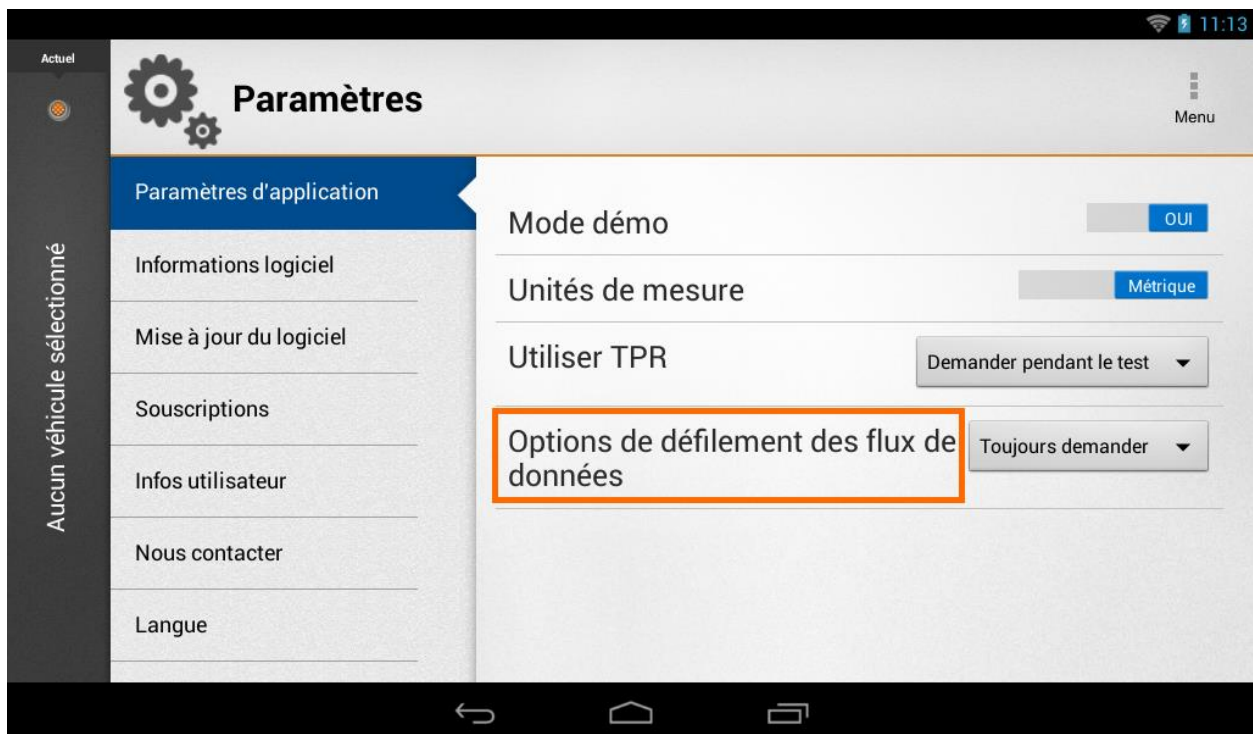 11:13
Actuel
Paramètres
Menu
Aucun véhicule sélectionné
Paramètres d'application
Informations logiciel
Mise à jour du logiciel
Souscriptions
Infos utilisateur
Nous contacter
Langue
Mode démo
OUI
Unités de mesure
Métrique
Utiliser TPR
Demander pendant le test
Options de défilement des flux de
données
Toujours demander